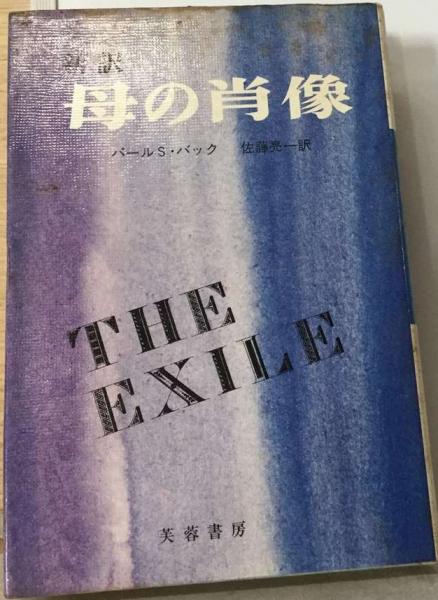 新訳
母の肖像
パールS・バック 佐藤亮一訳
THE
EXILE
芙蓉書房